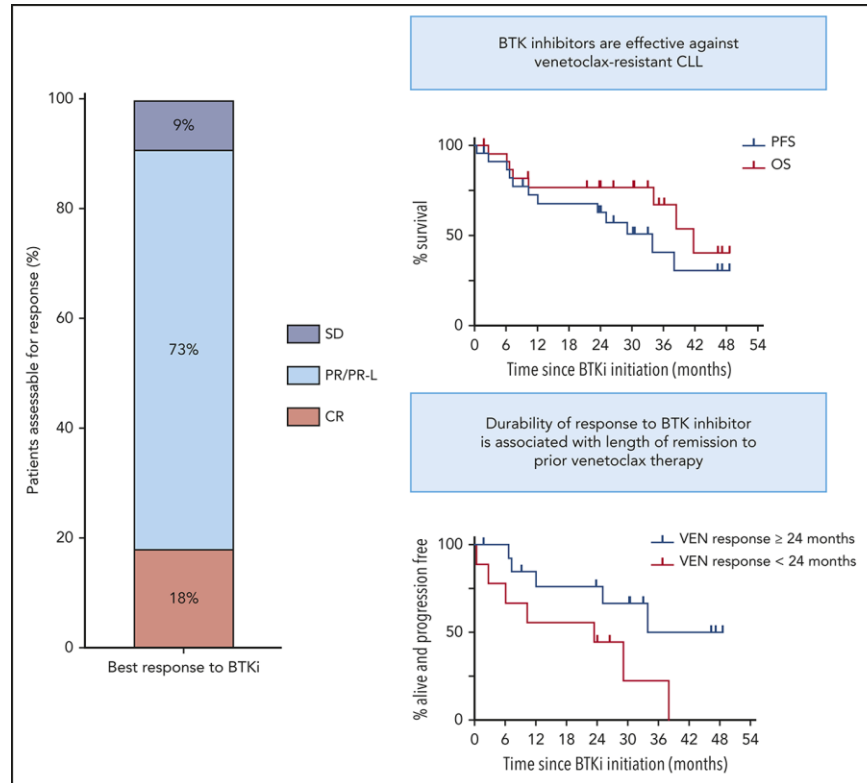 Patients assessable for response (%)
100
80
60
40
20
0
9%
73%
18%
Best response to BTKi
SD
PR/PR-L
CR
BTK inhibitors are effective against
venetoclax-resistant CLL
% survival
100
50
0
PFS
OS
0 6 12 18 24 30 36 42 48 54
Time since BTKi initiation (months)
Durability of response to BTK inhibitor
is associated with length of remission to
prior venetoclax therapy
% alive and progression free
100
50
0
VEN response ≥ 24 months
VEN response < 24 months
0 6 12 18 24 30 36 42 48 54
Time since BTKi initiation (months)